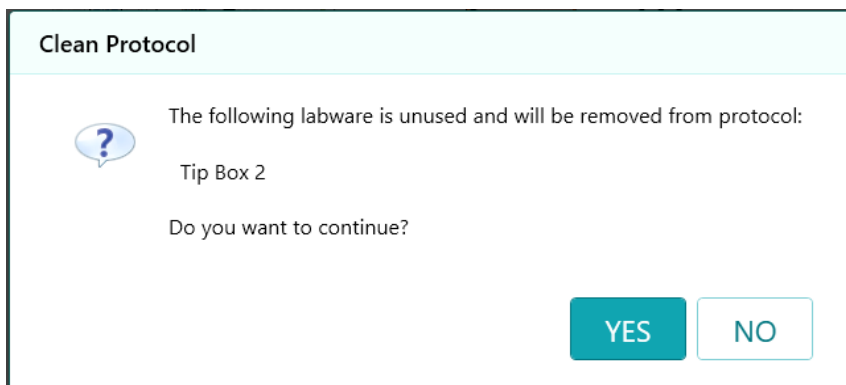 Clean Protocol
The following labware is unused and will be removed from protocol:
Tip Box 2
Do you want to continue?
YES NO